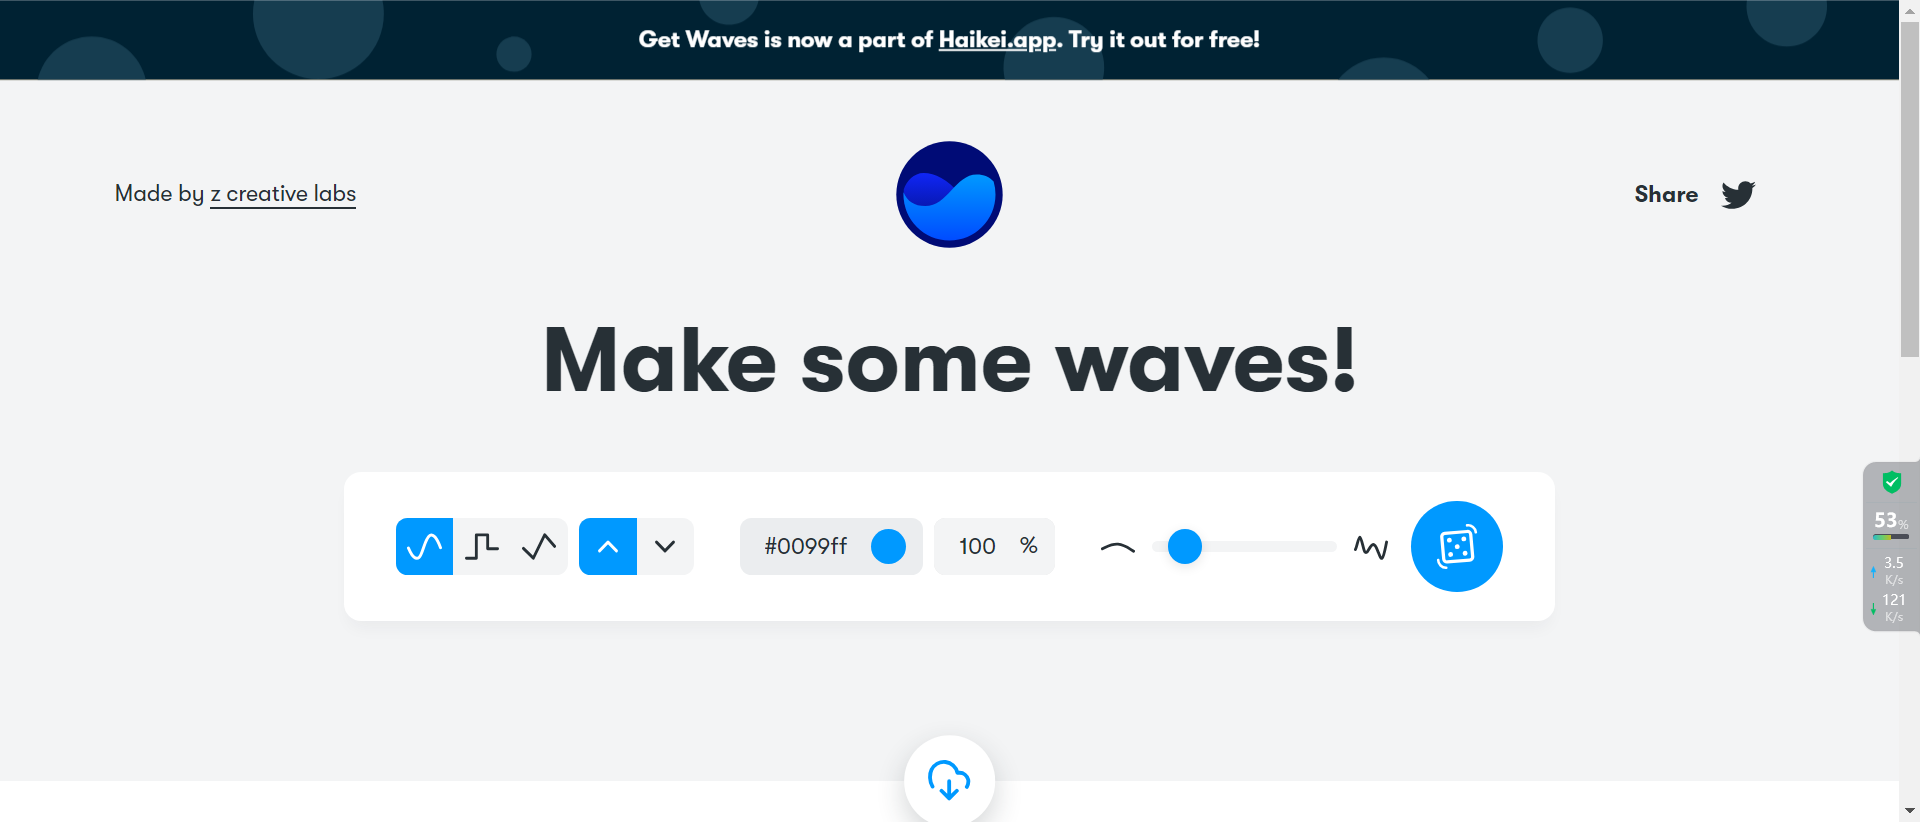 Get Waves is now a part of Haikei.app. Try it out for free!
Made by z creative labs
Share
Make some waves!
#0099ff
100 %
53%
3.5
K/s
121
K/s